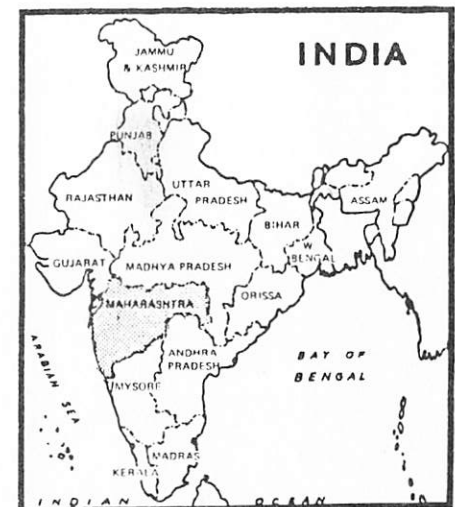 INDIA
JAMMU
& KASHMIR
PUNJAB
RAJASTHAN
UTTAR
PRADESH
ASSAM
BIHAR
W
BENGAL
GUJARAT
MADHYA PRADESH
MAHARASHTRA
ORISSA
ANDHRA
PRADESH
BAY OF
BENGAL
ARABIAN SEA
MYSORE
MADRAS
KERALA
INDIAN OCEAN